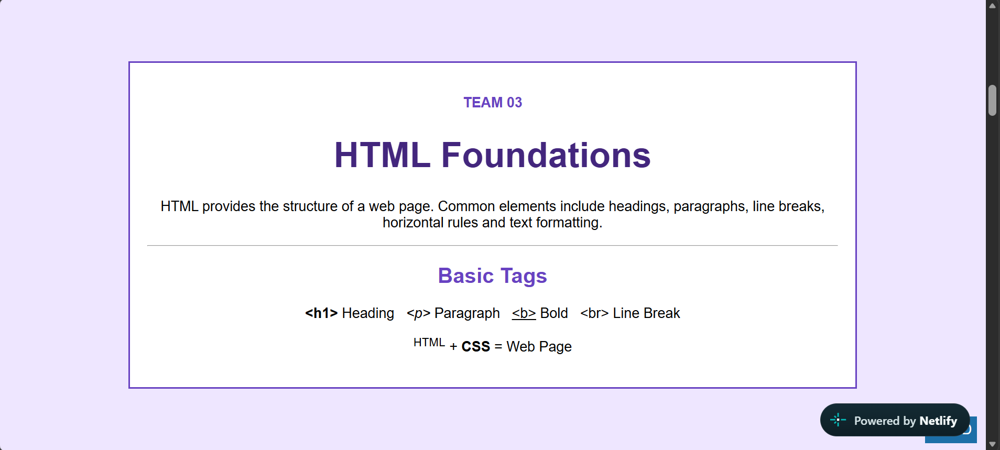 TEAM 03
HTML Foundations
HTML provides the structure of a web page. Common elements include headings, paragraphs, line breaks,
horizontal rules and text formatting.
Basic Tags
<h1> Heading <p> Paragraph <b> Bold <br> Line Break
HTML + CSS = Web Page
Powered by Netlify